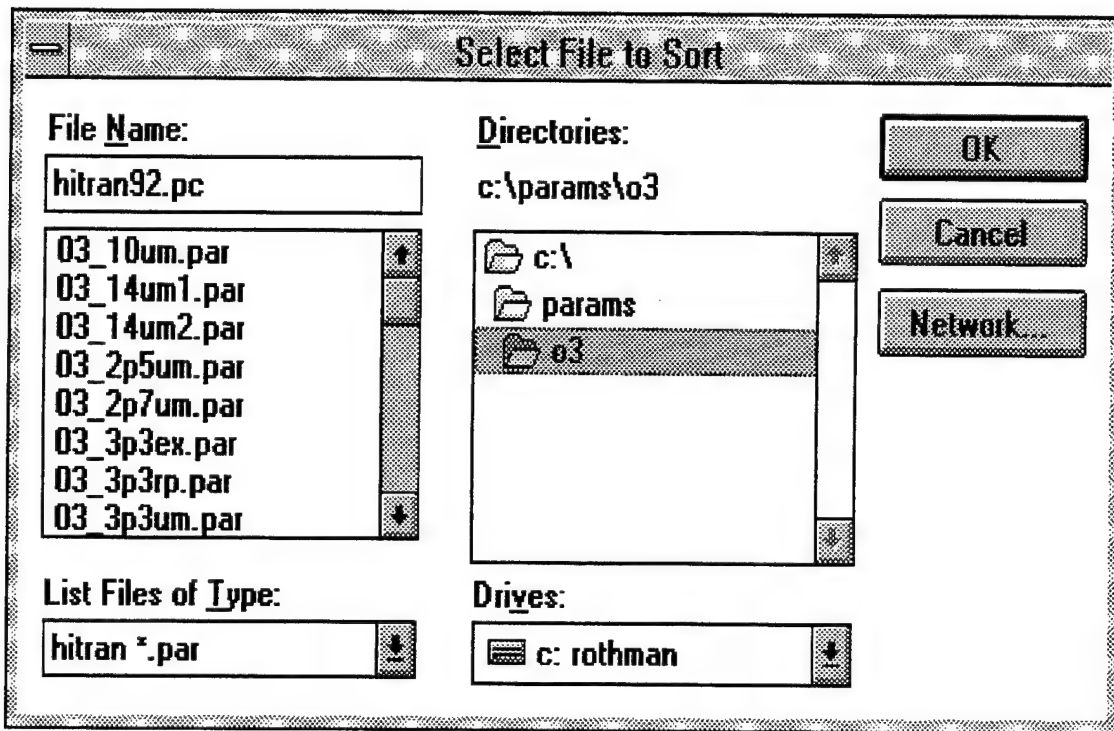 Select File to Sort
File Name:
hitran92.pc
03_10um.par
03_14um1.par
03_14um2.par
03_2p5um.par
03_2p7um.par
03_3p3ex.par
03_3p3rp.par
03_3p3um.par
List Files of Type:
hitran *.par
Directories:
c:\params\o3
c:\
params
o3
Drives:
c: rothman
OK
Cancel
Network...